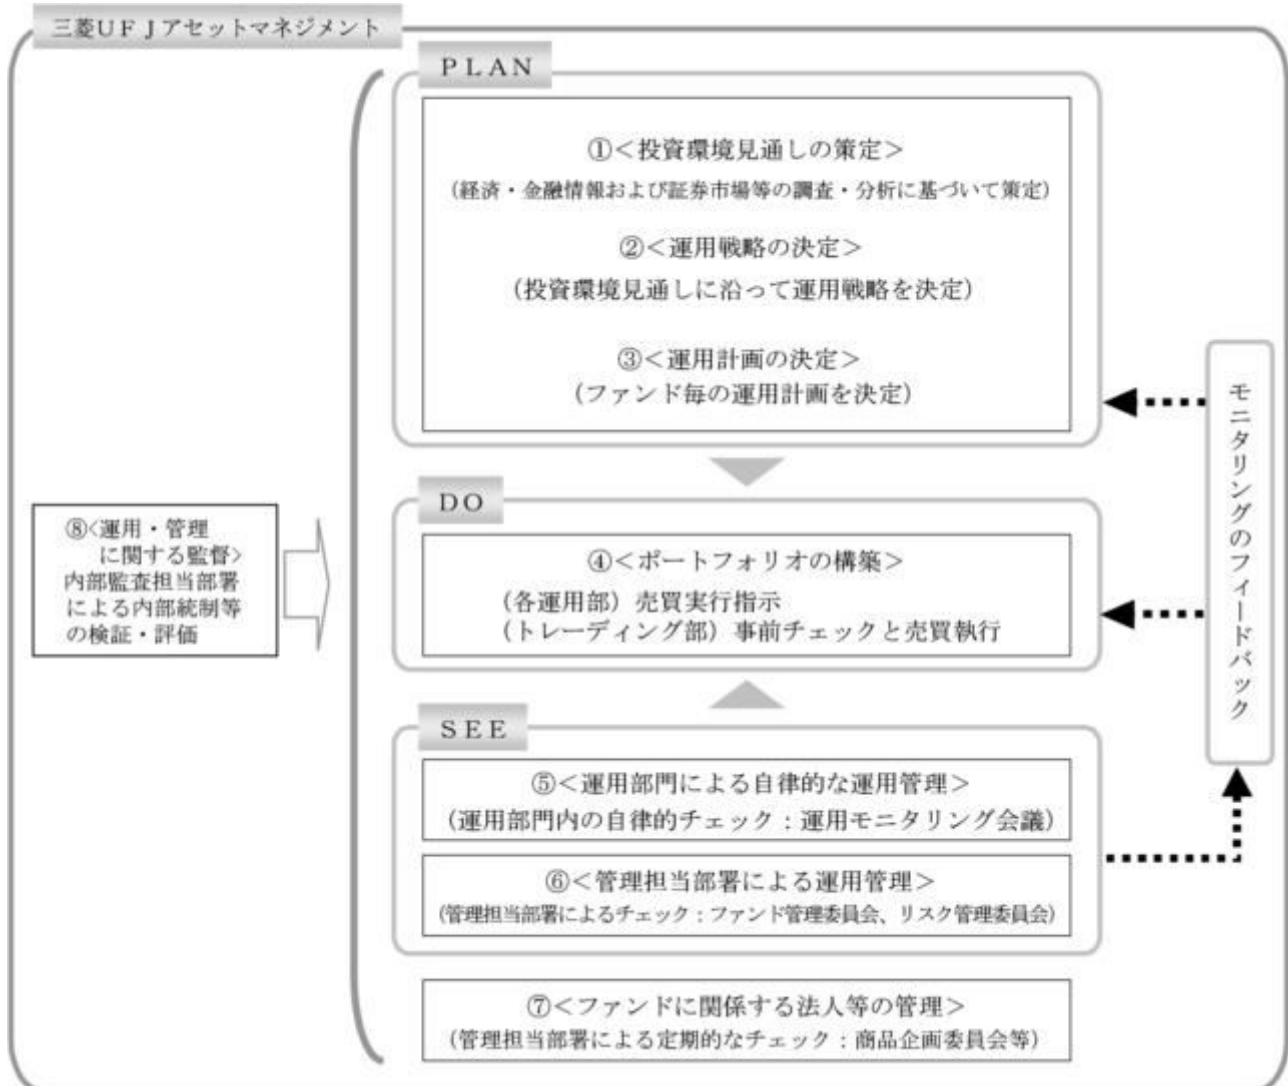 三菱ＵＦＪアセットマネジメント
ＰＬＡＮ
①＜投資環境見通しの策定＞
（経済・金融情報および証券市場等の調査・分析に基づいて策定）
②＜運用戦略の決定＞
（投資環境見通しに沿って運用戦略を決定）
③＜運用計画の決定＞
（ファンド毎の運用計画を決定）
ＤＯ
④＜ポートフォリオの構築＞
（各運用部）売買実行指示
（トレーディング部）事前チェックと売買執行
ＳＥＥ
⑤＜運用部門による自律的な運用管理＞
（運用部門内の自律的チェック：運用モニタリング会議）
⑥＜管理担当部署による運用管理＞
（管理担当部署によるチェック：ファンド管理委員会、リスク管理委員会）
⑦＜ファンドに関係する法人等の管理＞
（管理担当部署による定期的なチェック：商品企画委員会等）
⑧<運用・管理
に関する監督>
内部監査担当部署
による内部統制等
の検証・評価
モニタリングのフィードバック